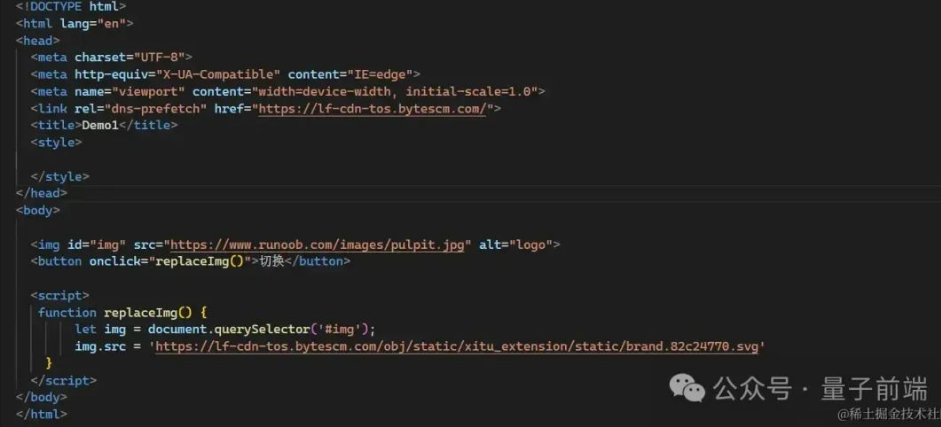 <!DOCTYPE html>
<html lang="en">
<head>
<meta charset="UTF-8">
<meta http-equiv="X-UA-Compatible" content="IE=edge">
<meta name="viewport" content="width=device-width, initial-scale=1.0">
<link rel="dns-prefetch" href="https://lf-cdn-tos.bytescm.com/">
<title>Demo1</title>
<style>
</style>
</head>
<body>
<img id="img" src="https://www.runoob.com/images/pulpit.jpg" alt="logo">
<button onclick="replaceImg()">切换</button>
<script>
function replaceImg() {
let img = document.querySelector('#img');
img.src = 'https://lf-cdn-tos.bytescm.com/obj/static/xitu_extension/static/brand.82c24770.svg'
}
</script>
</body>
</html>
公众号 · 量子前端
@稀土掘金技术社